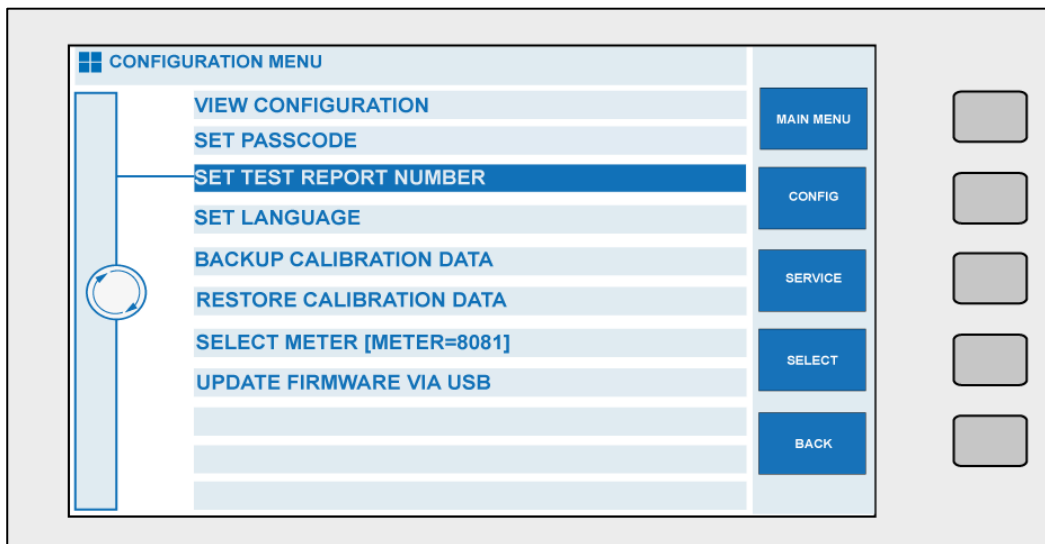 CONFIGURATION MENU
VIEW CONFIGURATION
SET PASSCODE
SET TEST REPORT NUMBER
SET LANGUAGE
BACKUP CALIBRATION DATA
RESTORE CALIBRATION DATA
SELECT METER [METER=8081]
UPDATE FIRMWARE VIA USB
MAIN MENU
CONFIG
SERVICE
SELECT
BACK